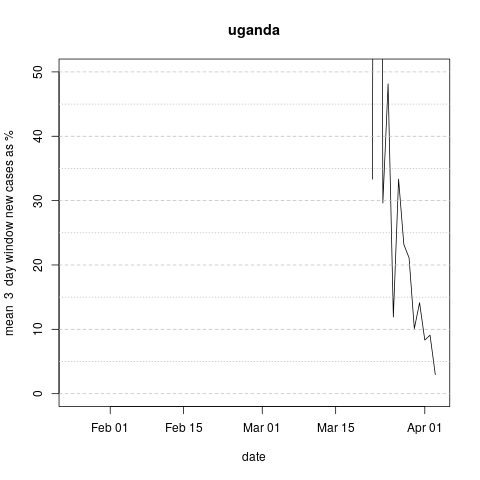 uganda
mean 3 day window new cases as %
50
40
30
20
10
0
Feb 01
Feb 15
Mar 01
Mar 15
Apr 01
date